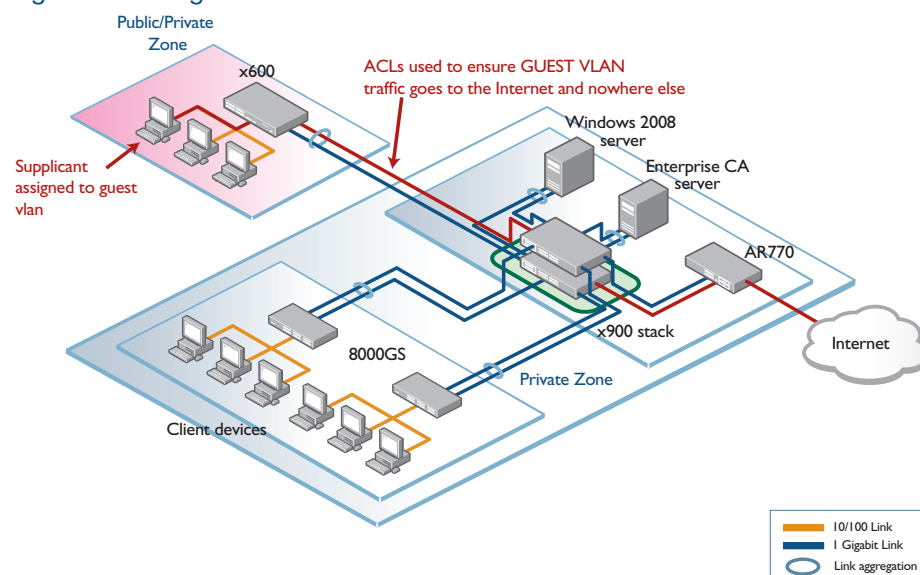 Public/Private
Zone
x600
ACLs used to ensure GUEST VLAN
traffic goes to the Internet and nowhere else
Windows 2008
server
Enterprise CA
server
Supplicant
assigned to guest
vlan
AR770
x900 stack
Internet
8000GS
Private Zone
Client devices
10/100 Link
1 Gigabit Link
Link aggregation